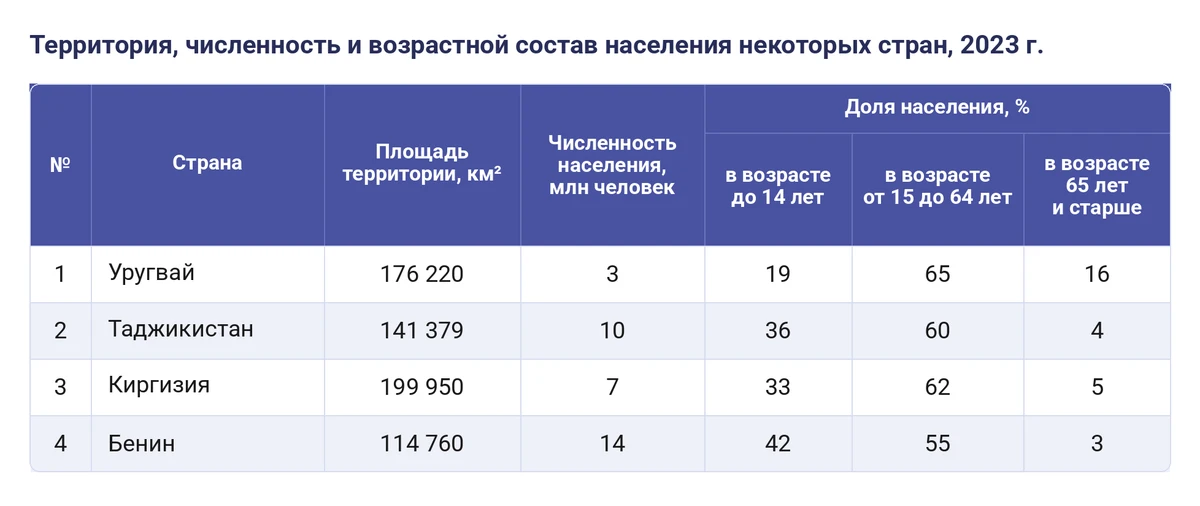 Территория, численность и возрастной состав населения некоторых стран, 2023 г.
№
Страна
Площадь
территории, км²
Численность
населения,
млн человек
Доля населения, %
в возрасте
до 14 лет
в возрасте
от 15 до 64 лет
в возрасте
65 лет
и старше
1 Уругвай 176 220 3 19 65 16
2 Таджикистан 141 379 10 36 60 4
3 Киргизия 199 950 7 33 62 5
4 Бенин 114 760 14 42 55 3